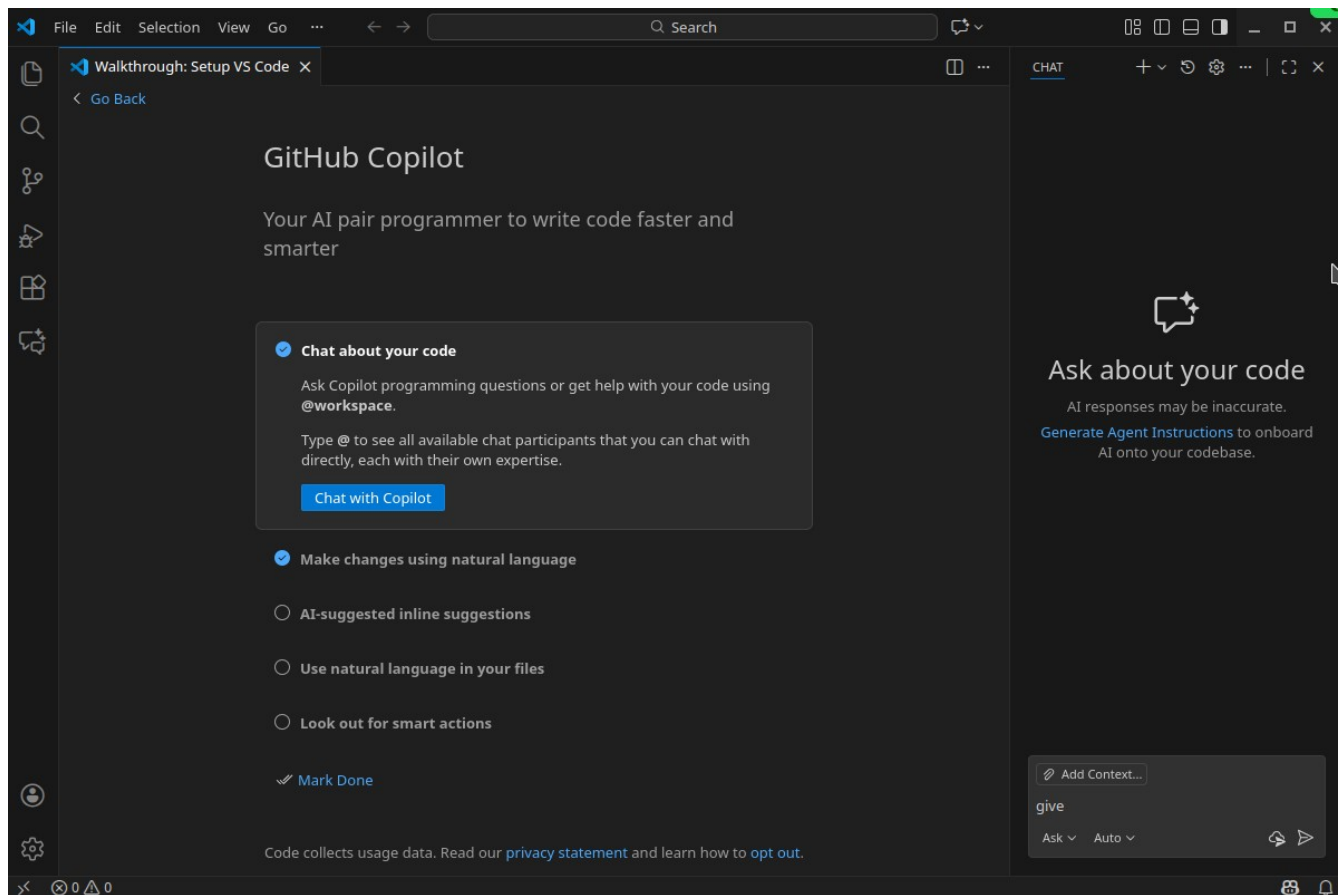 File Edit Selection View Go ··· Search
Walkthrough: Setup VS Code
CHAT
Go Back
GitHub Copilot
Your AI pair programmer to write code faster and
smarter
Chat about your code
Ask Copilot programming questions or get help with your code using
@workspace.
Type @ to see all available chat participants that you can chat with
directly, each with their own expertise.
Chat with Copilot
Make changes using natural language
AI-suggested inline suggestions
Use natural language in your files
Look out for smart actions
Mark Done
Code collects usage data. Read our privacy statement and learn how to opt out.
Ask about your code
AI responses may be inaccurate.
Generate Agent Instructions to onboard
AI onto your codebase.
Add Context...
give
Ask Auto
0 0